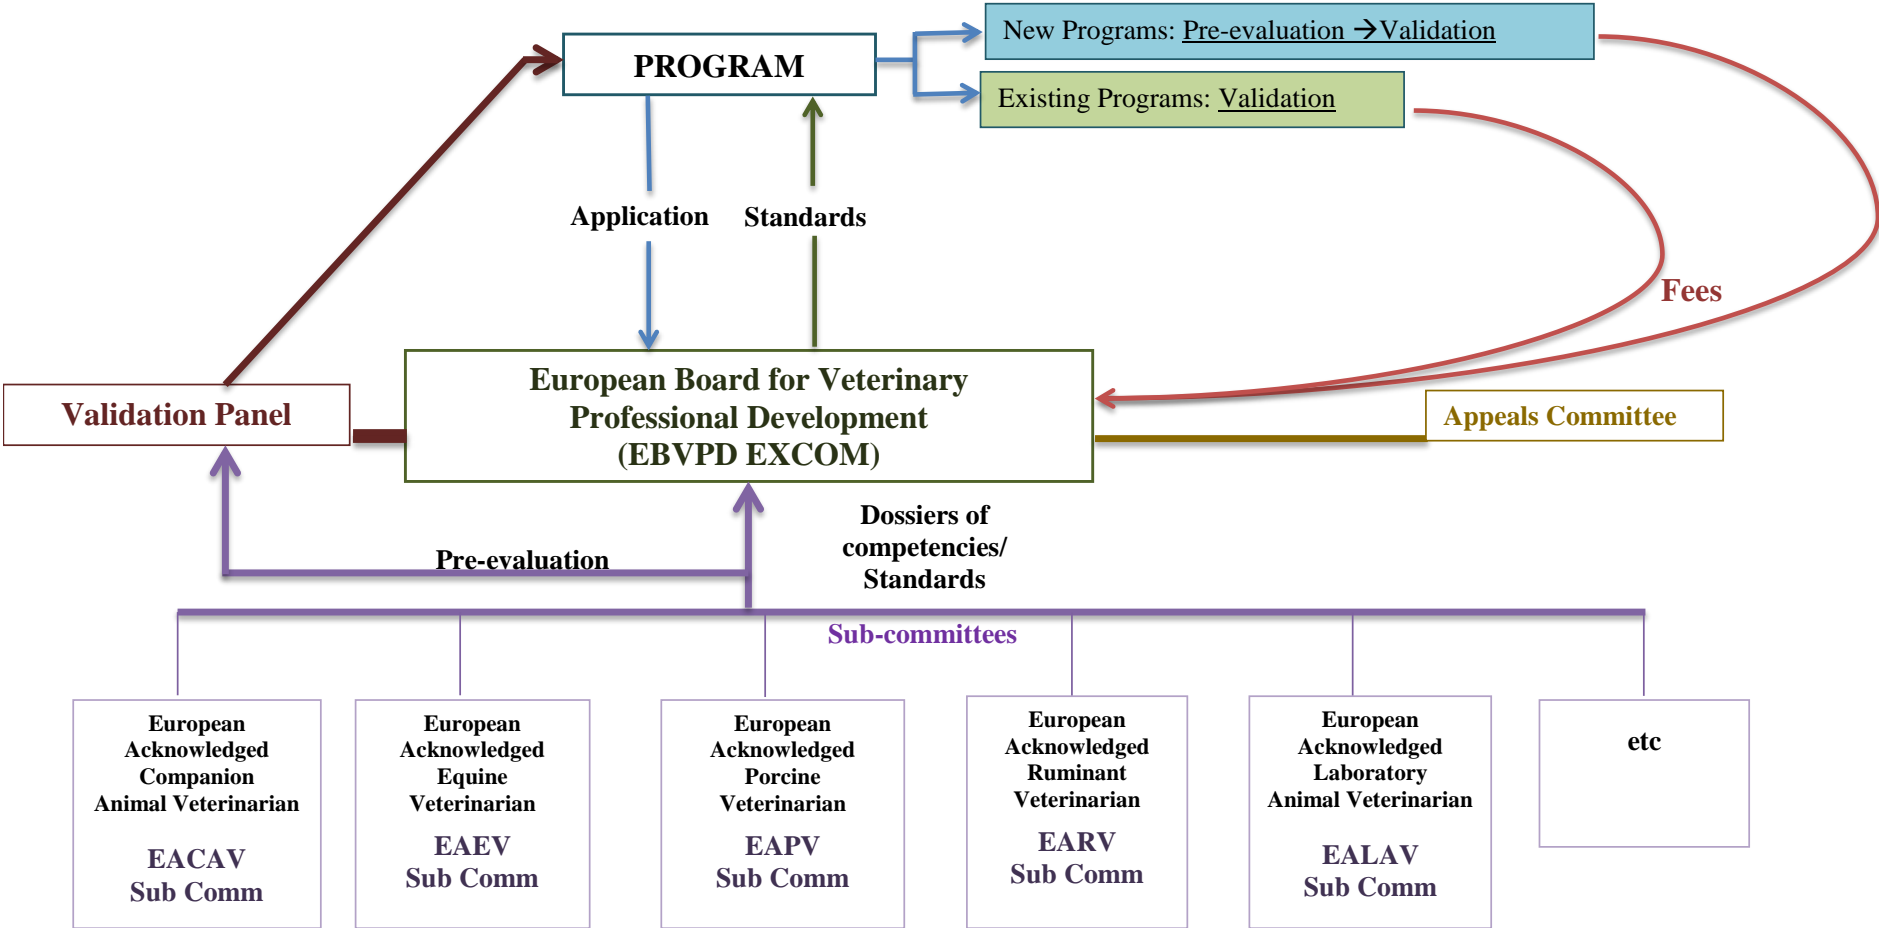 New Programs: Pre-evaluation →Validation
PROGRAM
Existing Programs: Validation
Application
Standards
Fees
European Board for Veterinary
Professional Development
(EBVPD EXCOM)
Validation Panel
Appeals Committee
Dossiers of
competencies/
Standards
Pre-evaluation
Sub-committees
European
Acknowledged
Companion
Animal Veterinarian
EACAV
Sub Comm
European
Acknowledged
Equine
Veterinarian
EAEV
Sub Comm
European
Acknowledged
Porcine
Veterinarian
EAPV
Sub Comm
European
Acknowledged
Ruminant
Veterinarian
EARV
Sub Comm
European
Acknowledged
Laboratory
Animal Veterinarian
EALAV
Sub Comm
etc